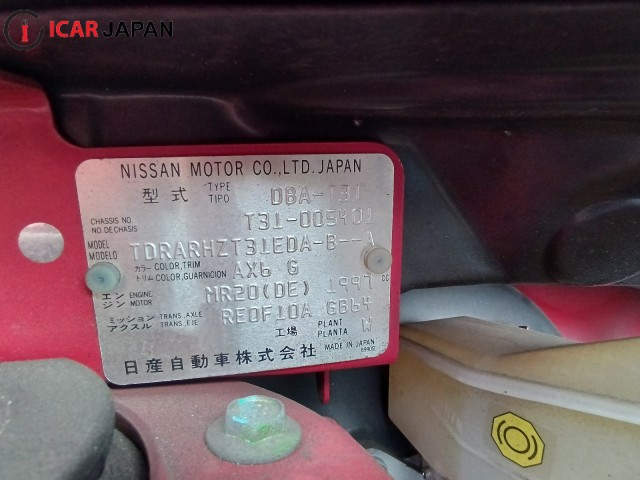 ICAR JAPAN
NISSAN MOTOR CO.,LTD.JAPAN
型式 TYPE TIPO DBA-T31
CHASSIS NO. NO. DE CHASIS T31-005401
MODEL MODELO TDRARHZT31EDA-B--A
カラー COLOR,TRIM トリム COLOR,GUARNICION AX6 G
エンジン ENGINE MOTOR MR20(DE) 1997 CC
ミッション アクスル TRANS.,AXLE TRANS.,EJE RE0F10A GB64
工場 PLANT PLANTA W
日産自動車株式会社 MADE IN JAPAN